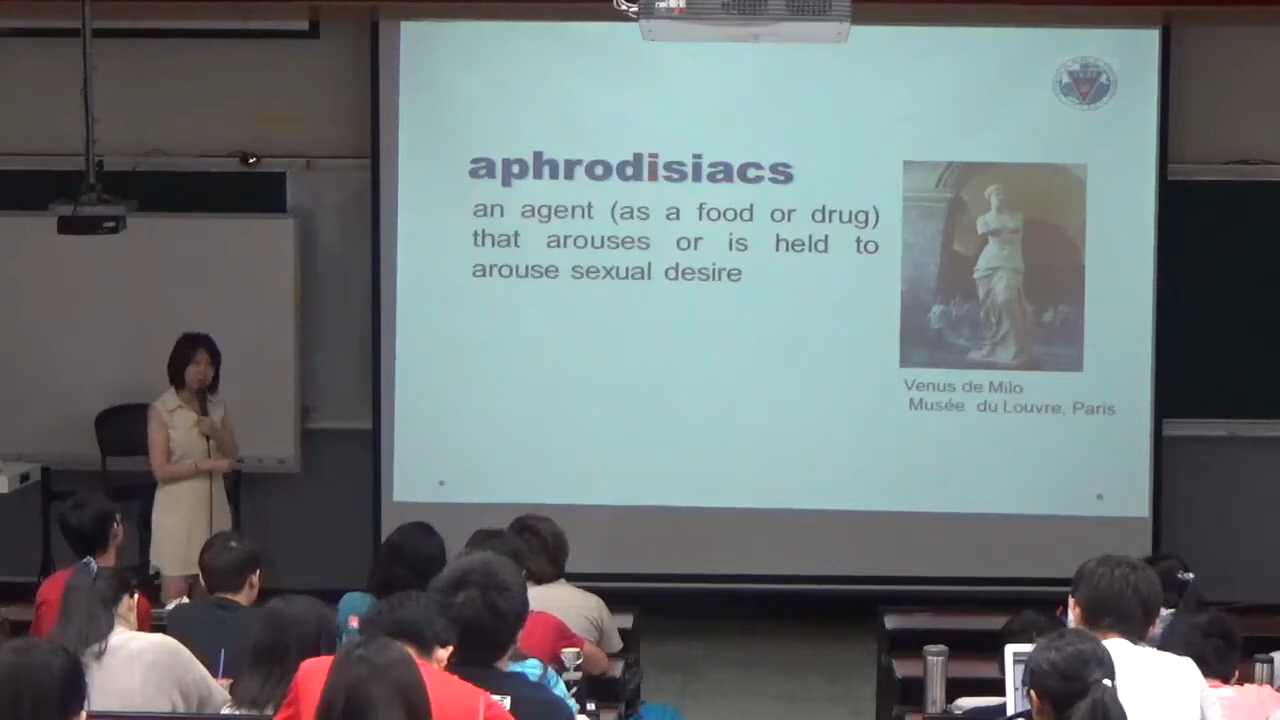 aphrodisiacs
an agent (as a food or drug)
that arouses or is held to
arouse sexual desire
Venus de Milo
Musée du Louvre, Paris